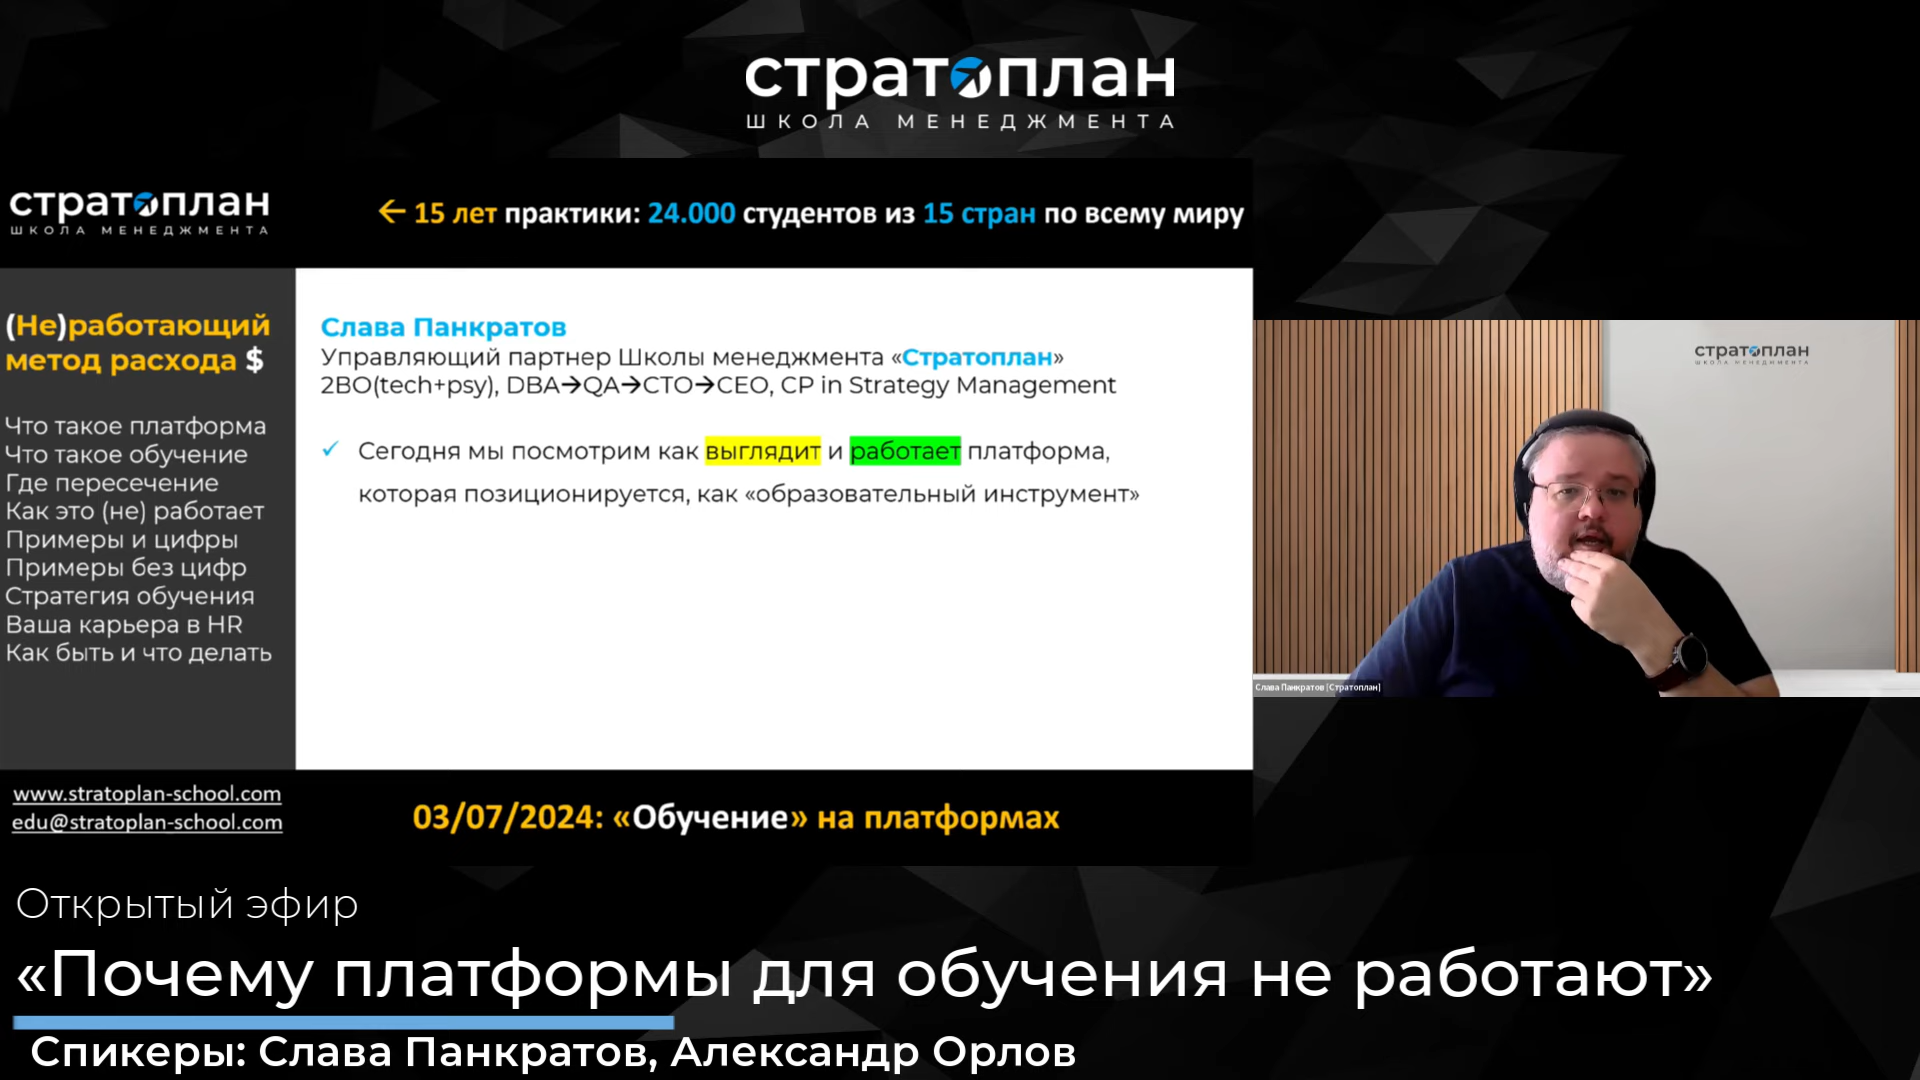 стратоплан
ШКОЛА МЕНЕДЖМЕНТА
стратоплан
ШКОЛА МЕНЕДЖМЕНТА
← 15 лет практики: 24.000 студентов из 15 стран по всему миру
(Не)работающий
метод расхода $
Что такое платформа
Что такое обучение
Где пересечение
Как это (не) работает
Примеры и цифры
Примеры без цифр
Стратегия обучения
Ваша карьера в HR
Как быть и что делать
Слава Панкратов
Управляющий партнер Школы менеджмента «Стратоплан»
2ВО(tech+psy), DBA→QA→CTO→CEO, CP in Strategy Management
✓ Сегодня мы посмотрим как выглядит и работает платформа,
которая позиционируется, как «образовательный инструмент»
стратоплан
ШКОЛА МЕНЕДЖМЕНТА
Слава Панкратов [Стратоплан]
www.stratoplan-school.com
edu@stratoplan-school.com
03/07/2024: «Обучение» на платформах
Открытый эфир
«Почему платформы для обучения не работают»
Спикеры: Слава Панкратов, Александр Орлов